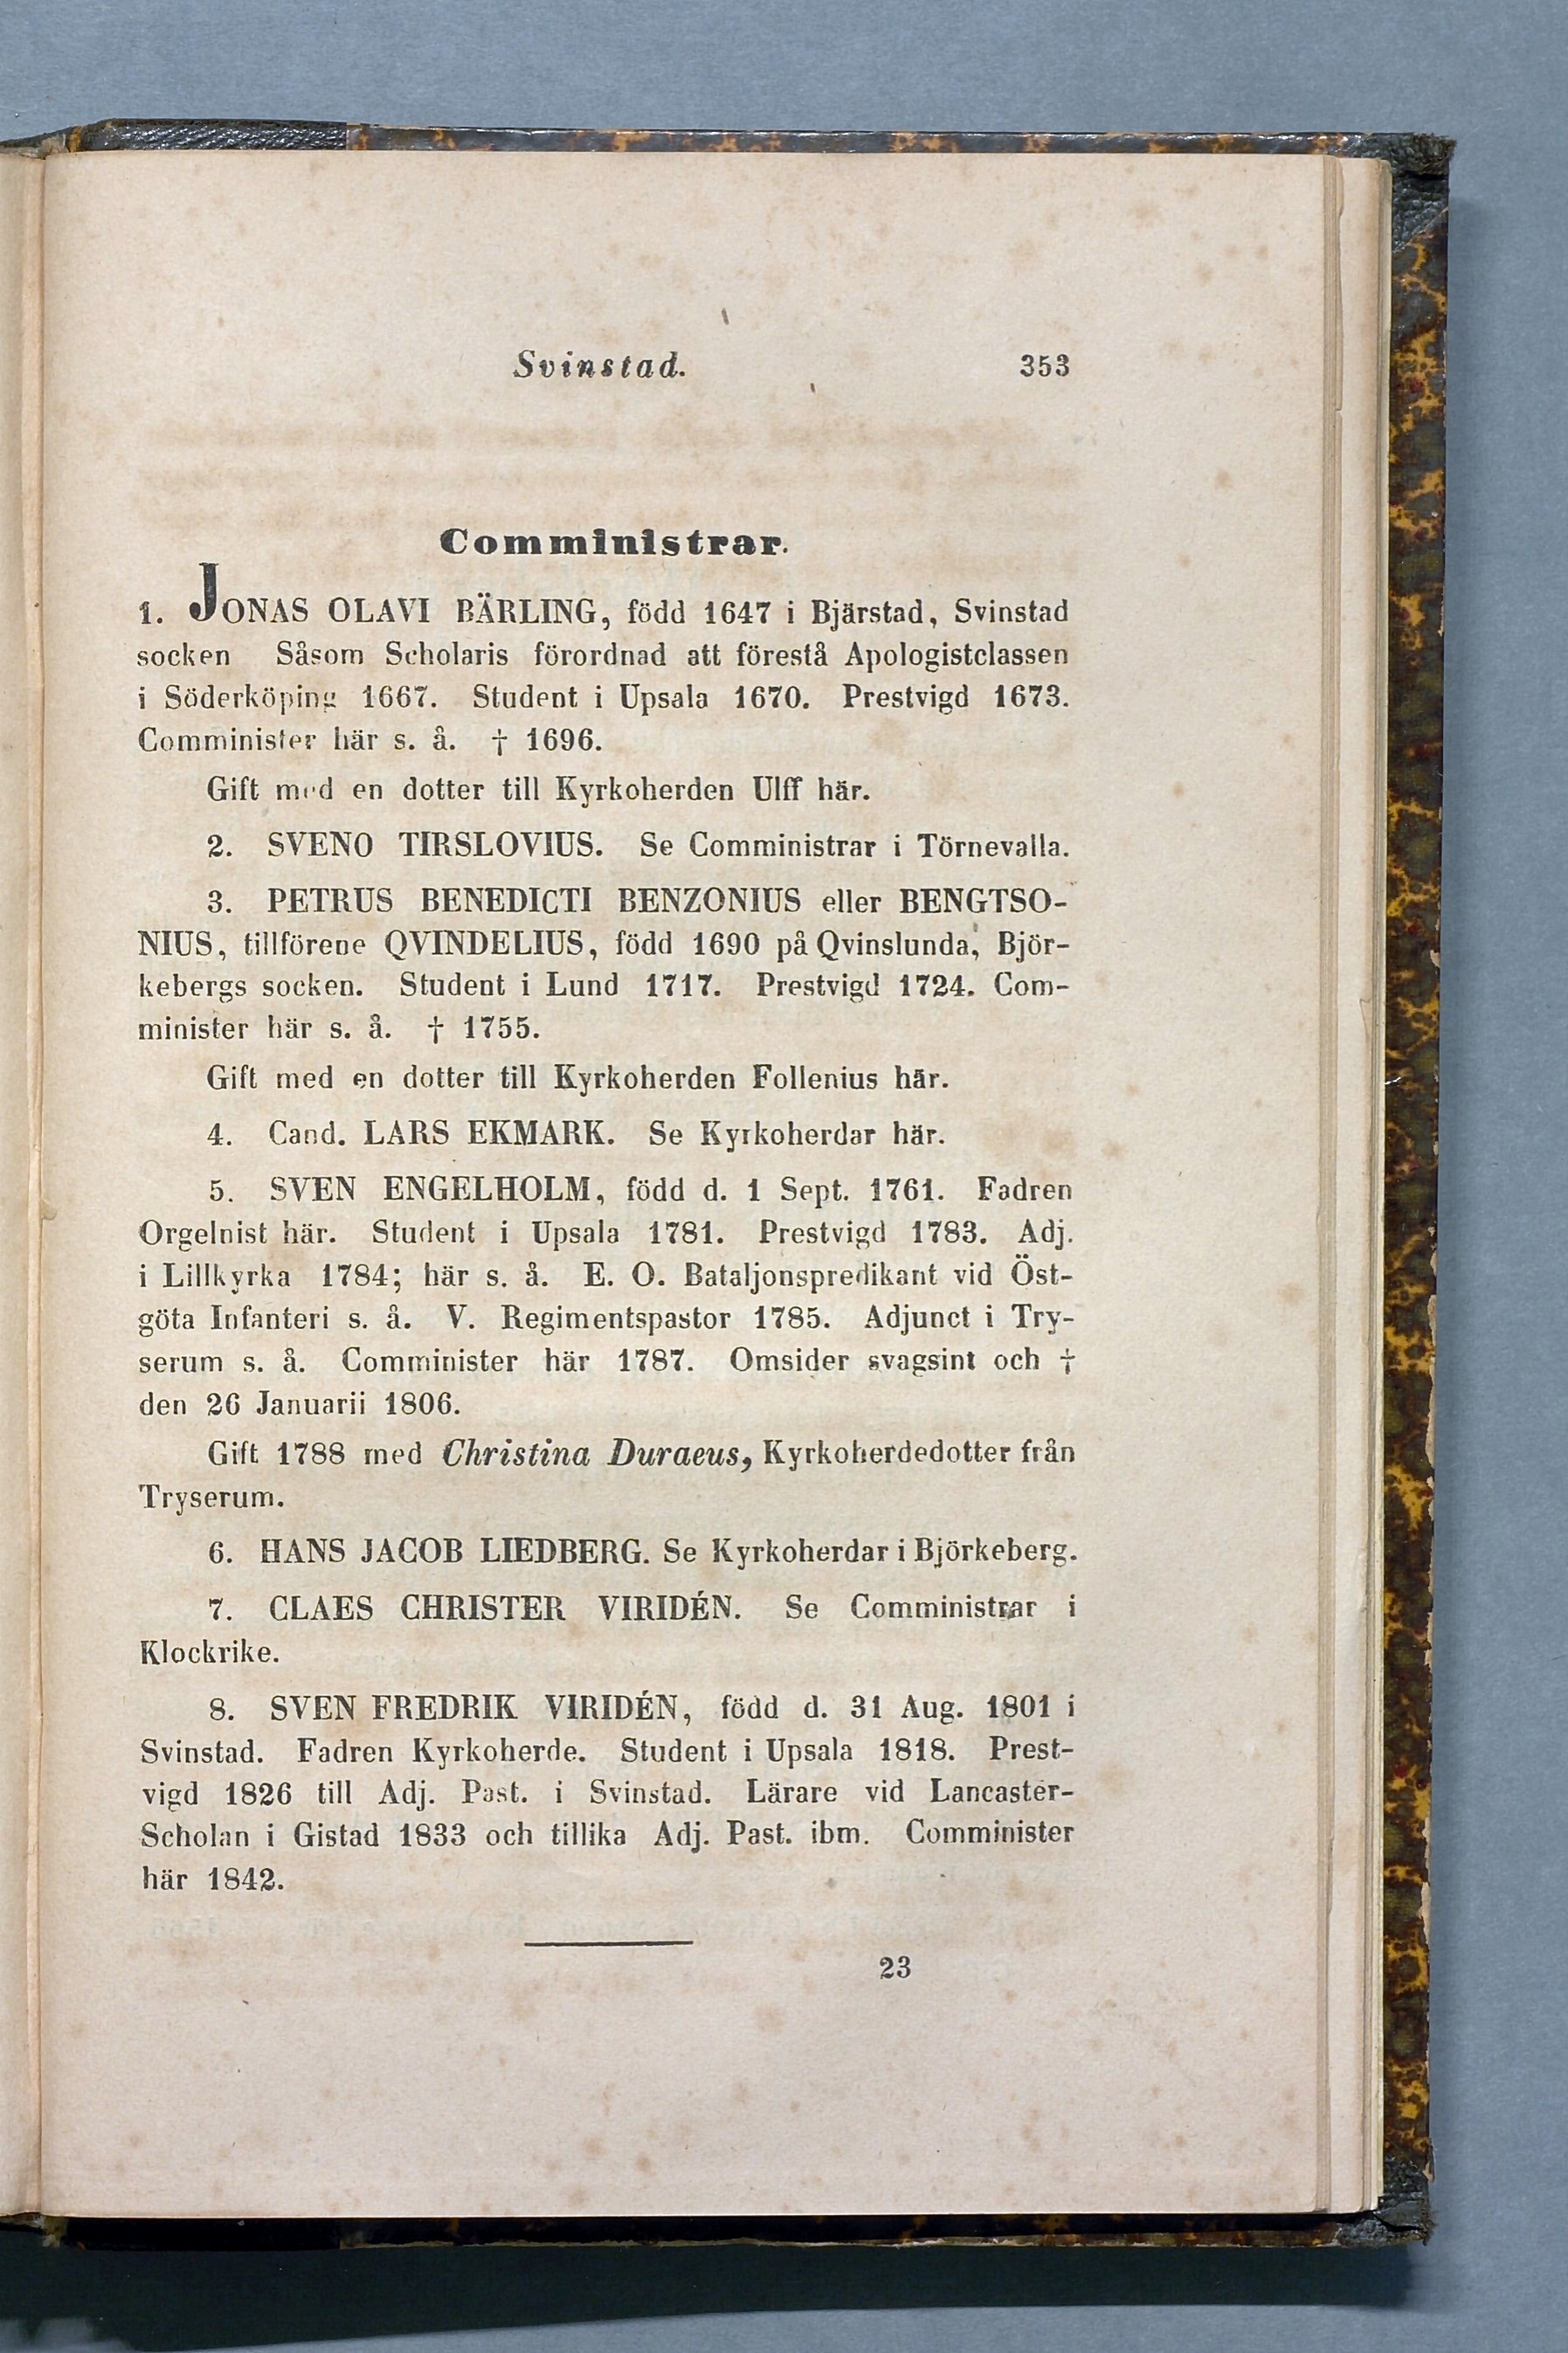 Svinstad. 353
Comministrar.
1. JONAS OLAVI BÄRLING, född 1647 i Bjärstad, Svinstad
socken Såsom Scholaris förordnad att förestå Apologistclassen
i Söderköping 1667. Student i Upsala 1670. Prestvigd 1673.
Comminister här s. å. † 1696.
Gift med en dotter till Kyrkoherden Ulff här.
2. SVENO TIRSLOVIUS. Se Comministrar i Törnevalla.
3. PETRUS BENEDICTI BENZONIUS eller BENGTSO-
NIUS, tillförene QVINDELIUS, född 1690 på Qvinslunda, Björ-
kebergs socken. Student i Lund 1717. Prestvigd 1724. Com-
minister här s. å. † 1755.
Gift med en dotter till Kyrkoherden Follenius här.
4. Cand. LARS EKMARK. Se Kyrkoherdar här.
5. SVEN ENGELHOLM, född d. 1 Sept. 1761. Fadren
Orgelnist här. Student i Upsala 1781. Prestvigd 1783. Adj.
i Lillkyrka 1784; här s. å. E. O. Bataljonspredikant vid Öst-
göta Infanteri s. å. V. Regimentspastor 1785. Adjunct i Try-
serum s. å. Comminister här 1787. Omsider svagsint och †
den 26 Januarii 1806.
Gift 1788 med Christina Duraeus, Kyrkoherdedotter från
Tryserum.
6. HANS JACOB LIEDBERG. Se Kyrkoherdar i Björkeberg.
7. CLAES CHRISTER VIRIDÉN. Se Comministrar i
Klockrike.
8. SVEN FREDRIK VIRIDÉN, född d. 31 Aug. 1801 i
Svinstad. Fadren Kyrkoherde. Student i Upsala 1818. Prest-
vigd 1826 till Adj. Past. i Svinstad. Lärare vid Lancaster-
Scholan i Gistad 1833 och tillika Adj. Past. ibm. Comminister
här 1842.
23